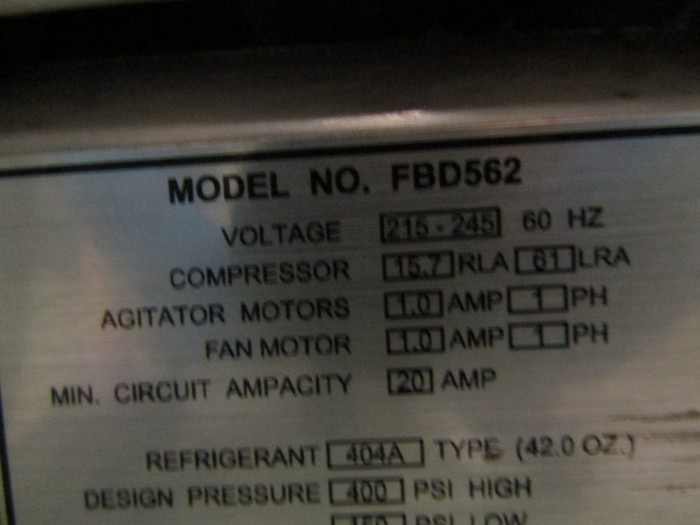 MODEL NO. FBD562
VOLTAGE 215 - 245 60 HZ
COMPRESSOR 15.7 RLA 61 LRA
AGITATOR MOTORS 1.0 AMP 1 PH
FAN MOTOR 1.0 AMP 1 PH
MIN. CIRCUIT AMPACITY 20 AMP
REFRIGERANT 404A TYPE (42.0 OZ.)
DESIGN PRESSURE 400 PSI HIGH
PSI LOW